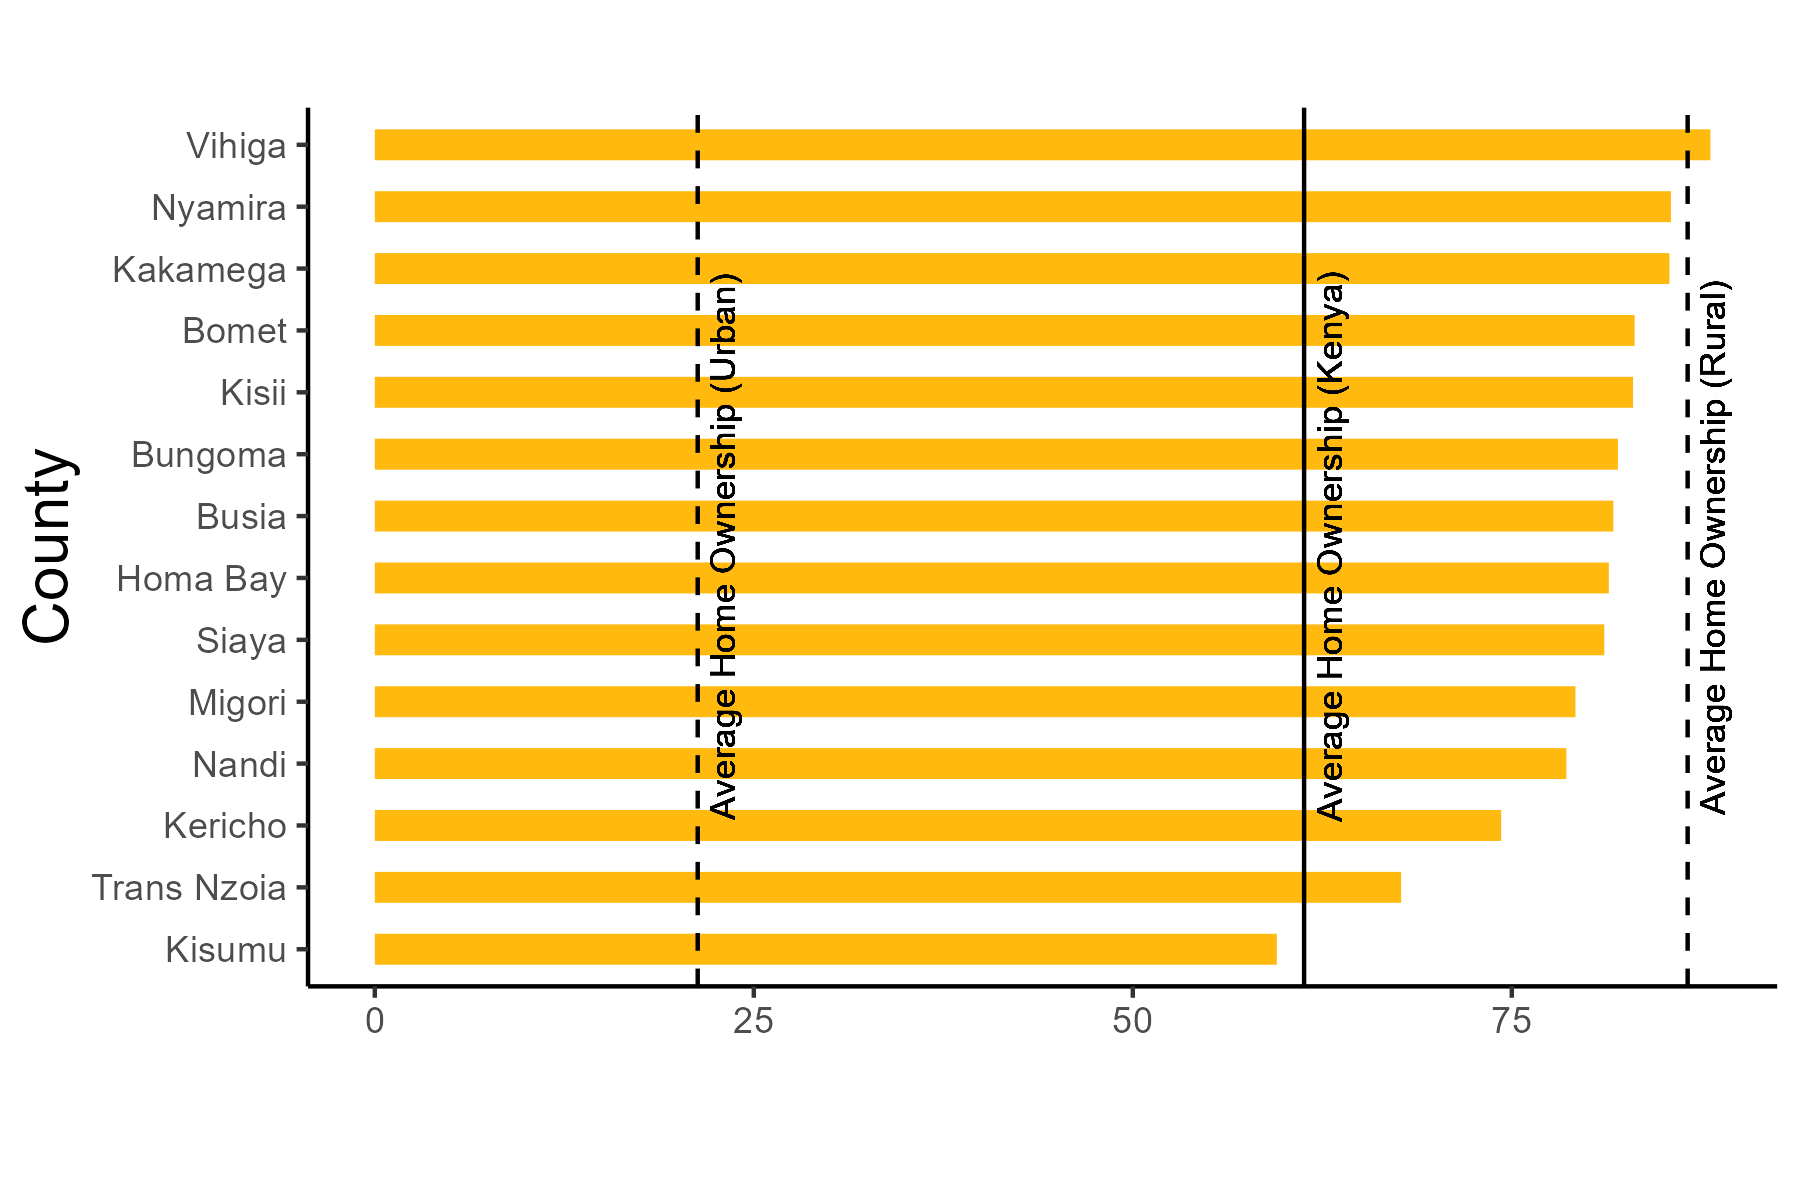 County
Vihiga
Nyamira
Kakamega
Bomet
Kisii
Bungoma
Busia
Homa Bay
Siaya
Migori
Nandi
Kericho
Trans Nzoia
Kisumu
Average Home Ownership (Urban)
Average Home Ownership (Kenya)
Average Home Ownership (Rural)
0 25 50 75